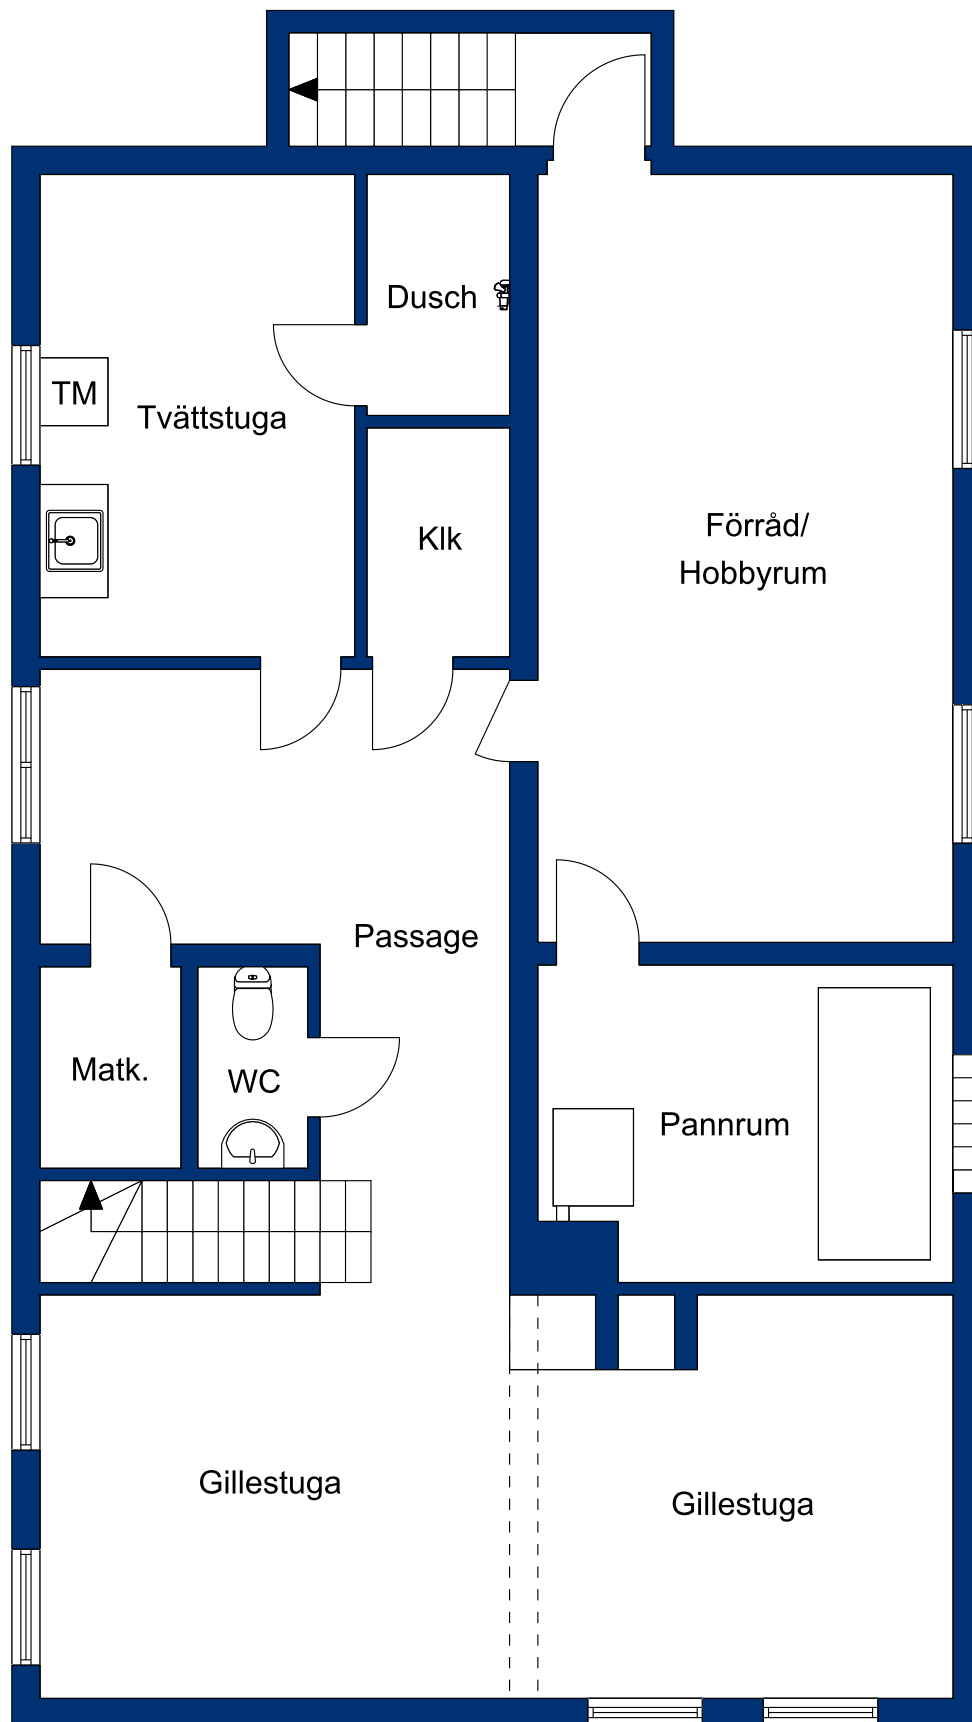 Dusch
TM
Tvättstuga
Klk
Förråd/
Hobbyrum
Passage
Matk.
WC
Pannrum
Gillestuga
Gillestuga